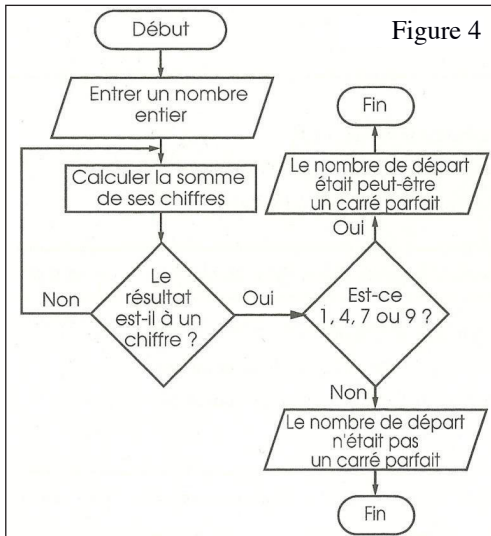 Figure 4
Début
Entrer un nombre
entier
Calculer la somme
de ses chiffres
Le
résultat
est-il à un
chiffre ?
Non
Oui
Est-ce
1, 4, 7 ou 9 ?
Oui
Le nombre de départ
était peut-être
un carré parfait
Fin
Non
Le nombre de départ
n'était pas
un carré parfait
Fin